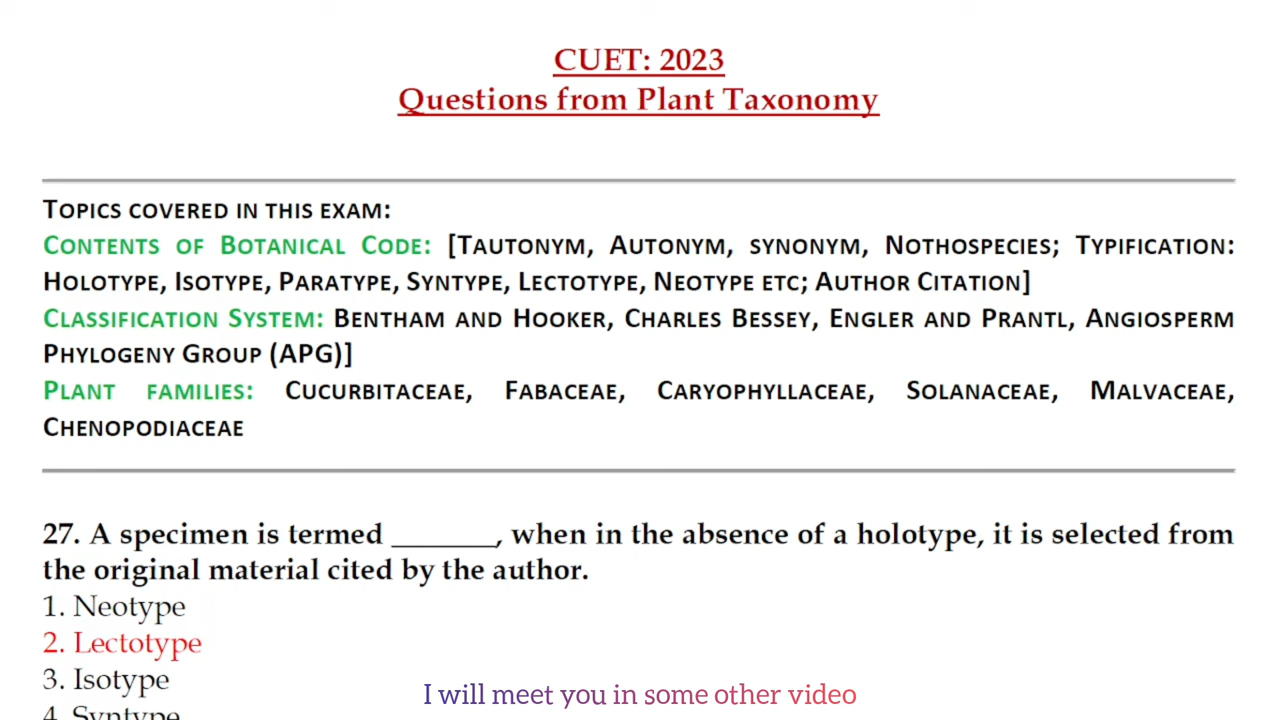 CUET: 2023
Questions from Plant Taxonomy
TOPICS COVERED IN THIS EXAM:
CONTENTS OF BOTANICAL CODE: [TAUTONYM, AUTONYM, SYNONYM, NOTHOSPECIES; TYPIFICATION:
HOLOTYPE, ISOTYPE, PARATYPE, SYNTYPE, LECTOTYPE, NEOTYPE ETC; AUTHOR CITATION]
CLASSIFICATION SYSTEM: BENTHAM AND HOOKER, CHARLES BESSEY, ENGLER AND PRANTL, ANGIOSPERM
PHYLOGENY GROUP (APG)]
PLANT FAMILIES: CUCURBITACEAE, FABACEAE, CARYOPHYLLACEAE, SOLANACEAE, MALVACEAE,
CHENOPODIACEAE
27. A specimen is termed _______, when in the absence of a holotype, it is selected from
the original material cited by the author.
1. Neotype
2. Lectotype
3. Isotype
4. Syntype
I will meet you in some other video